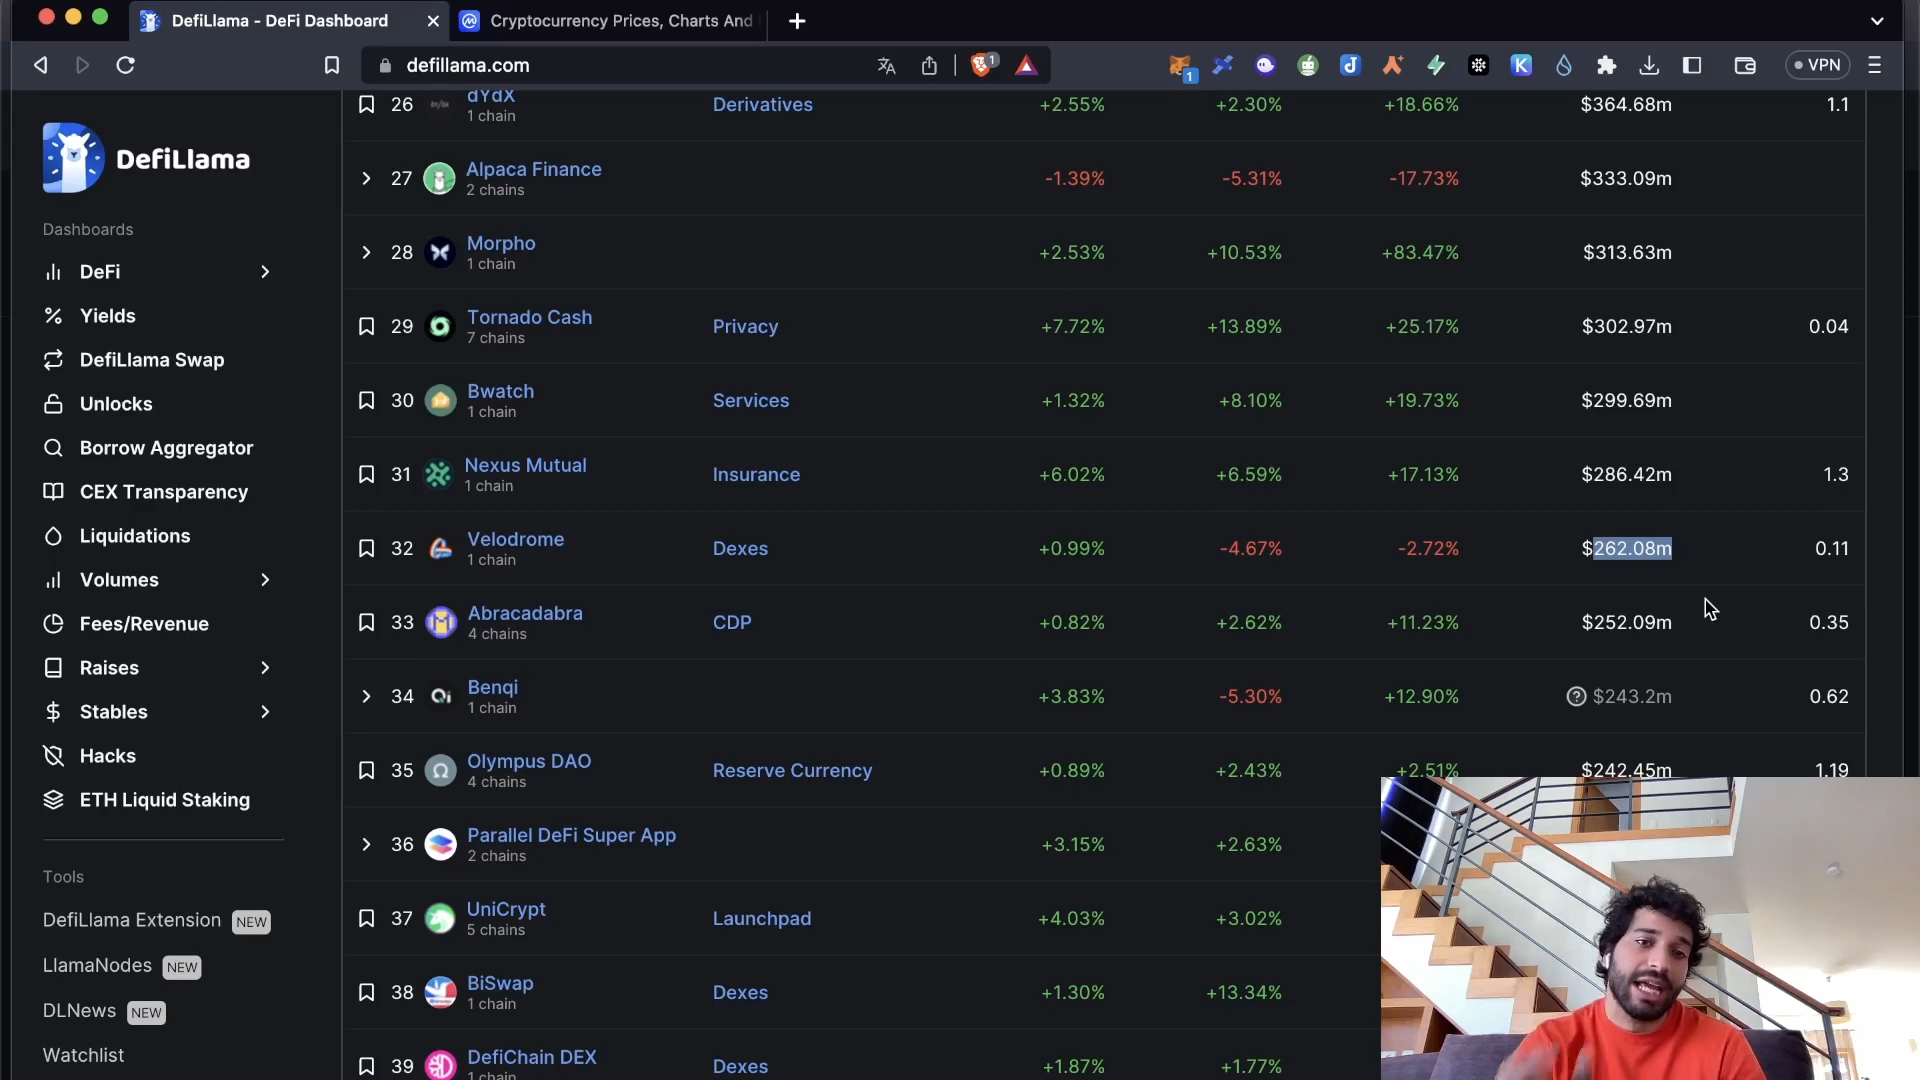 DefiLlama - DeFi Dashboard
Cryptocurrency Prices, Charts And
defillama.com
1
1
VPN
DefiLlama
Dashboards
DeFi
Yields
DefiLlama Swap
Unlocks
Borrow Aggregator
CEX Transparency
Liquidations
Volumes
Fees/Revenue
Raises
Stables
Hacks
ETH Liquid Staking
Tools
DefiLlama Extension NEW
LlamaNodes NEW
DLNews NEW
Watchlist
26 dYdX Derivatives +2.55% +2.30% +18.66% $364.68m 1.1
1 chain
27 Alpaca Finance -1.39% -5.31% -17.73% $333.09m
2 chains
28 Morpho +2.53% +10.53% +83.47% $313.63m
1 chain
29 Tornado Cash Privacy +7.72% +13.89% +25.17% $302.97m 0.04
7 chains
30 Bwatch Services +1.32% +8.10% +19.73% $299.69m
1 chain
31 Nexus Mutual Insurance +6.02% +6.59% +17.13% $286.42m 1.3
1 chain
32 Velodrome Dexes +0.99% -4.67% -2.72% $262.08m 0.11
1 chain
33 Abracadabra CDP +0.82% +2.62% +11.23% $252.09m 0.35
4 chains
34 Benqi +3.83% -5.30% +12.90% $243.2m 0.62
1 chain
35 Olympus DAO Reserve Currency +0.89% +2.43% +2.51% $242.45m 1.19
4 chains
36 Parallel DeFi Super App +3.15% +2.63%
2 chains
37 UniCrypt Launchpad +4.03% +3.02%
5 chains
38 BiSwap Dexes +1.30% +13.34%
1 chain
39 DefiChain DEX Dexes +1.87% +1.77%
1 chain